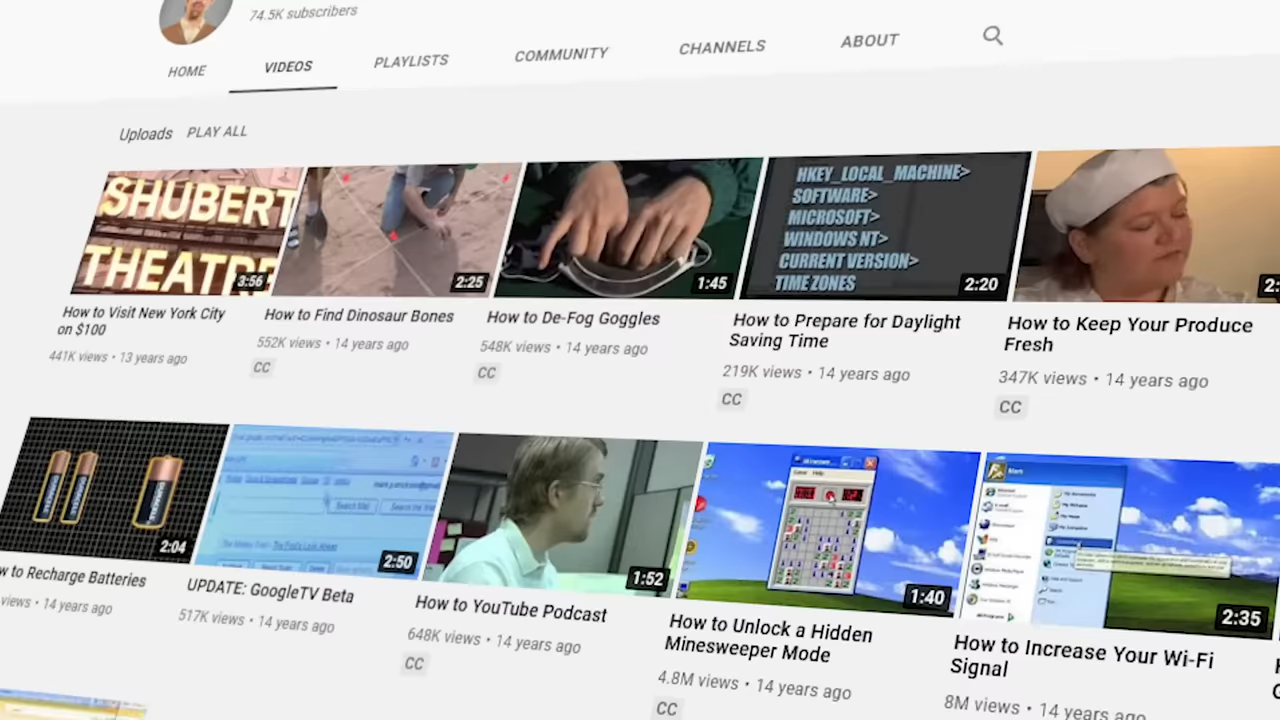 74.5K subscribers
HOME VIDEOS PLAYLISTS COMMUNITY CHANNELS ABOUT
Uploads PLAY ALL
SHUBERT
THEATRE
3:56
2:25
1:45
HKEY_LOCAL_MACHINE>
SOFTWARE>
MICROSOFT>
WINDOWS NT>
CURRENT VERSION>
TIME ZONES
2:20
2:
How to Visit New York City
on $100
441K views • 13 years ago
How to Find Dinosaur Bones
552K views • 14 years ago
CC
How to De-Fog Goggles
548K views • 14 years ago
CC
How to Prepare for Daylight
Saving Time
219K views • 14 years ago
CC
How to Keep Your Produce
Fresh
347K views • 14 years ago
CC
2:04
2:50
1:52
1:40
2:35
w to Recharge Batteries
views • 14 years ago
UPDATE: GoogleTV Beta
517K views • 14 years ago
How to YouTube Podcast
648K views • 14 years ago
CC
How to Unlock a Hidden
Minesweeper Mode
4.8M views • 14 years ago
CC
How to Increase Your Wi-Fi
Signal
8M views • 14 years ago